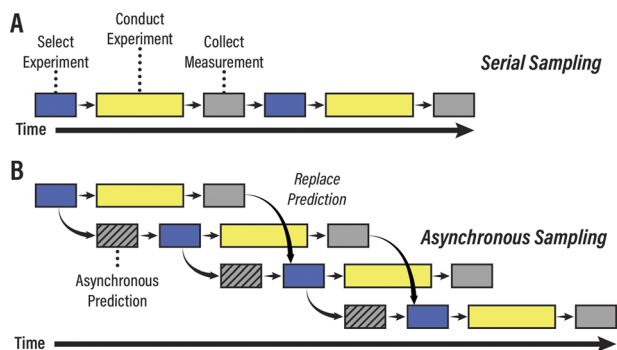 A
Select
Experiment
Conduct
Experiment
Collect
Measurement
Serial Sampling
Time
B
Replace
Prediction
Asynchronous Sampling
Asynchronous
Prediction
Time